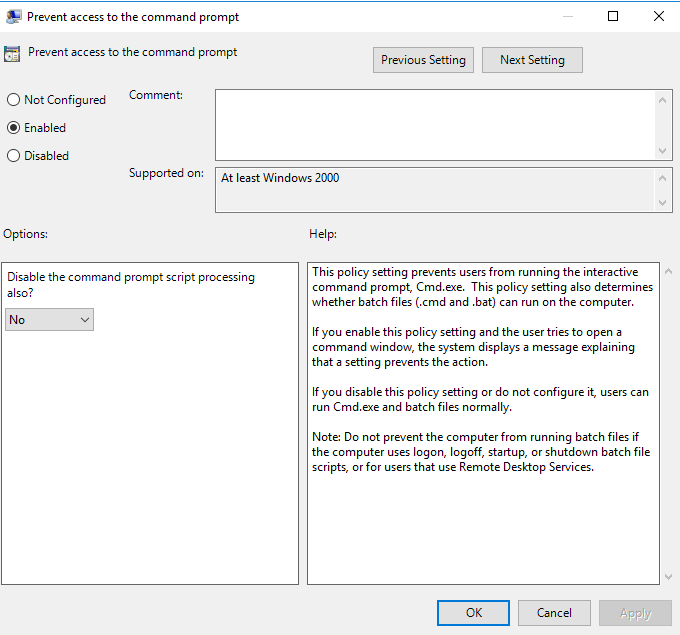 Prevent access to the command prompt
Prevent access to the command prompt
Previous Setting
Next Setting
Not Configured
Enabled
Disabled
Comment:
Supported on:
At least Windows 2000
Options:
Help:
Disable the command prompt script processing
also?
No
This policy setting prevents users from running the interactive
command prompt, Cmd.exe.  This policy setting also determines
whether batch files (.cmd and .bat) can run on the computer.
If you enable this policy setting and the user tries to open a
command window, the system displays a message explaining
that a setting prevents the action.
If you disable this policy setting or do not configure it, users can
run Cmd.exe and batch files normally.
Note: Do not prevent the computer from running batch files if
the computer uses logon, logoff, startup, or shutdown batch file
scripts, or for users that use Remote Desktop Services.
OK
Cancel
Apply